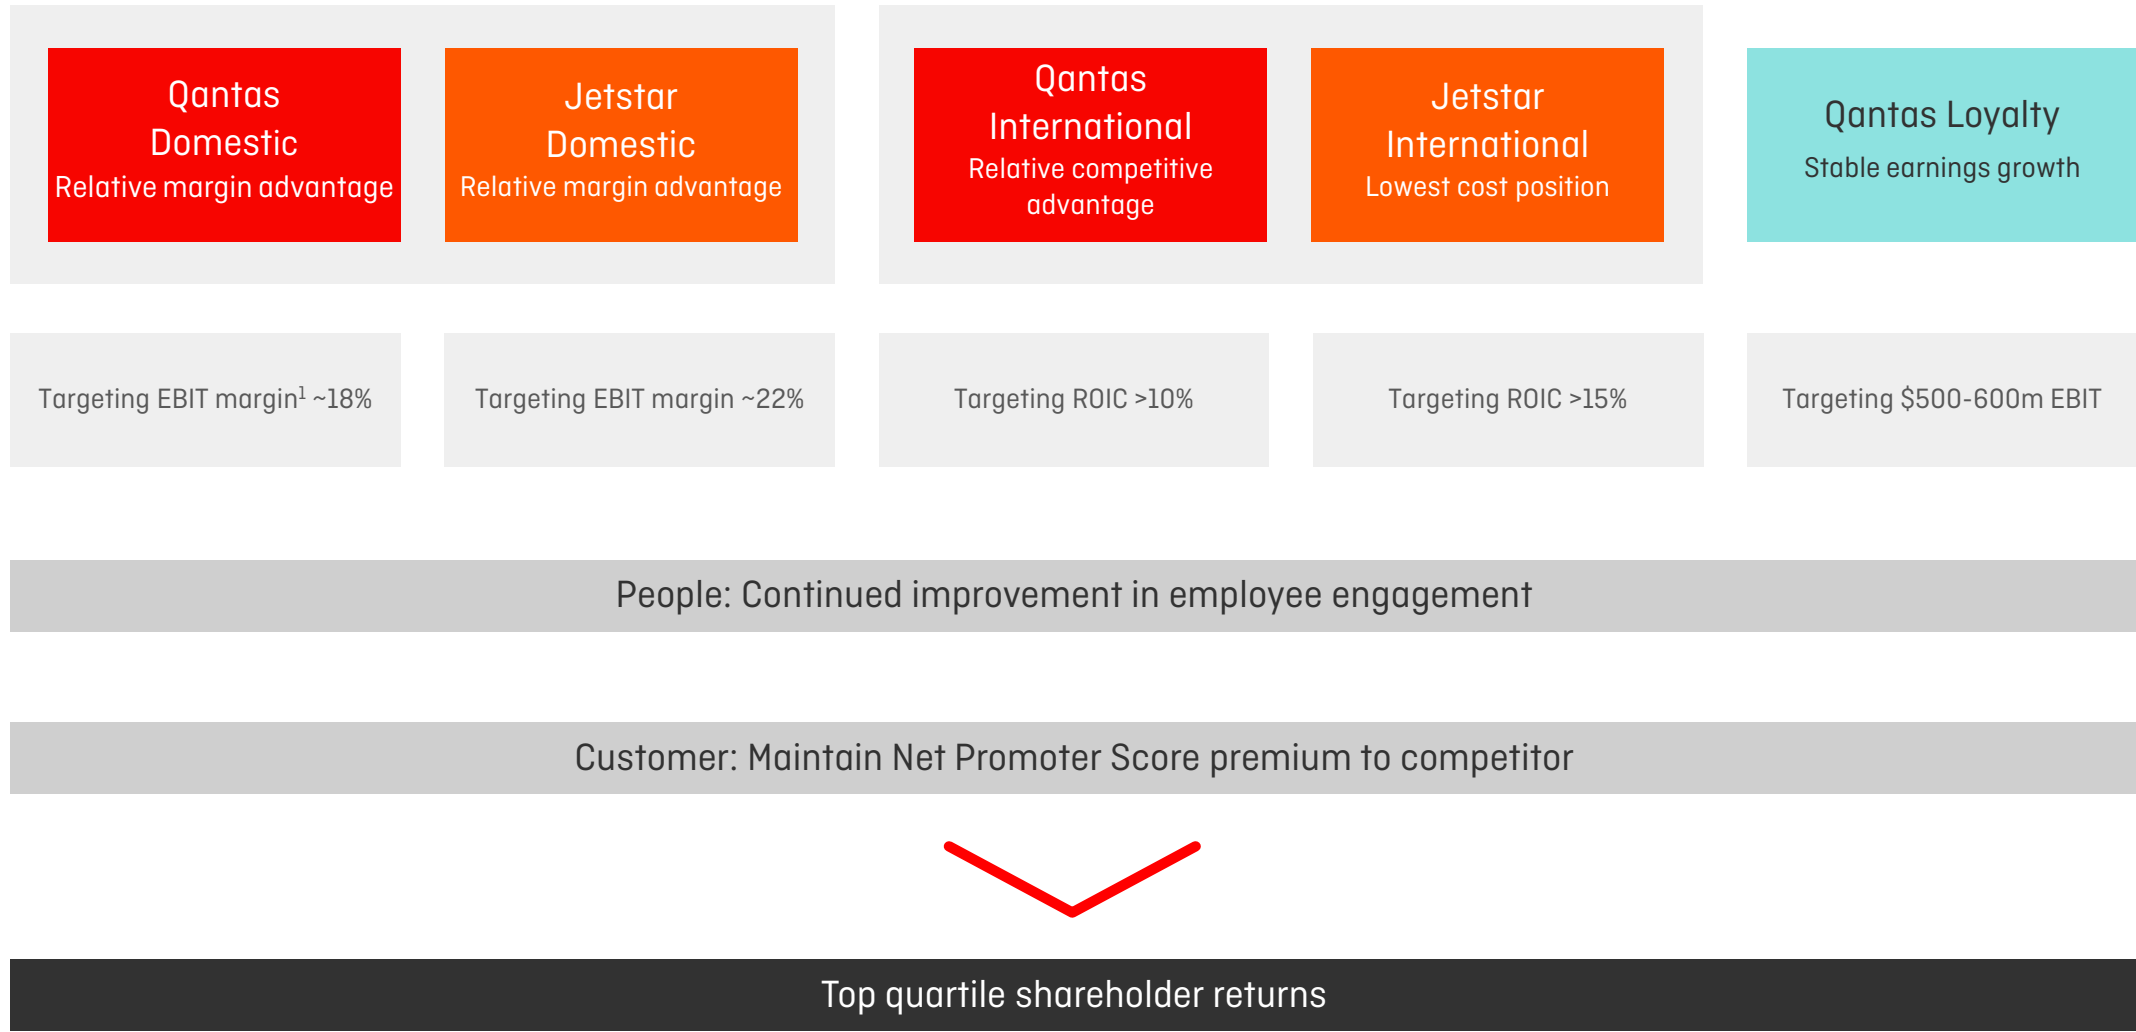 Qantas
Domestic
Relative margin advantage
Jetstar
Domestic
Relative margin advantage
Qantas
International
Relative competitive
advantage
Jetstar
International
Lowest cost position
Qantas Loyalty
Stable earnings growth
Targeting EBIT margin¹ ~18%
Targeting EBIT margin ~22%
Targeting ROIC >10%
Targeting ROIC >15%
Targeting $500-600m EBIT
People: Continued improvement in employee engagement
Customer: Maintain Net Promoter Score premium to competitor
Top quartile shareholder returns